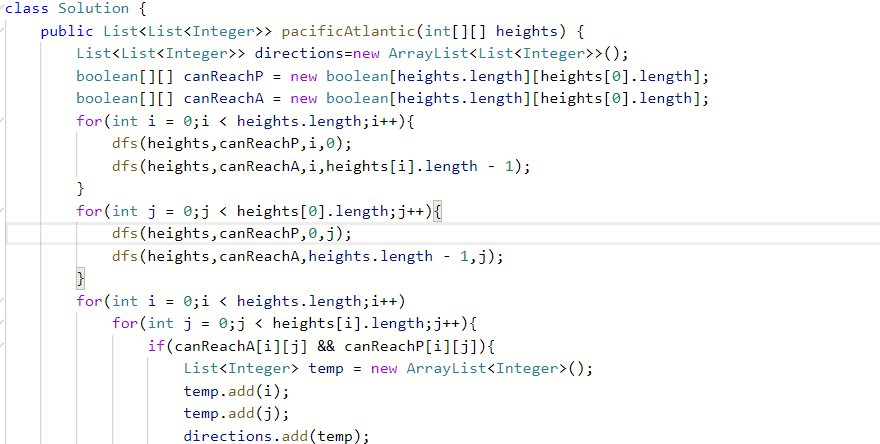 class Solution {
    public List<List<Integer>> pacificAtlantic(int[][] heights) {
        List<List<Integer>> directions=new ArrayList<List<Integer>>();
        boolean[][] canReachP = new boolean[heights.length][heights[0].length];
        boolean[][] canReachA = new boolean[heights.length][heights[0].length];
        for(int i = 0;i < heights.length;i++){
            dfs(heights,canReachP,i,0);
            dfs(heights,canReachA,i,heights[i].length - 1);
        }
        for(int j = 0;j < heights[0].length;j++){
            dfs(heights,canReachP,0,j);
            dfs(heights,canReachA,heights.length - 1,j);
        }
        for(int i = 0;i < heights.length;i++)
            for(int j = 0;j < heights[i].length;j++){
                if(canReachA[i][j] && canReachP[i][j]){
                    List<Integer> temp = new ArrayList<Integer>();
                    temp.add(i);
                    temp.add(j);
                    directions.add(temp);